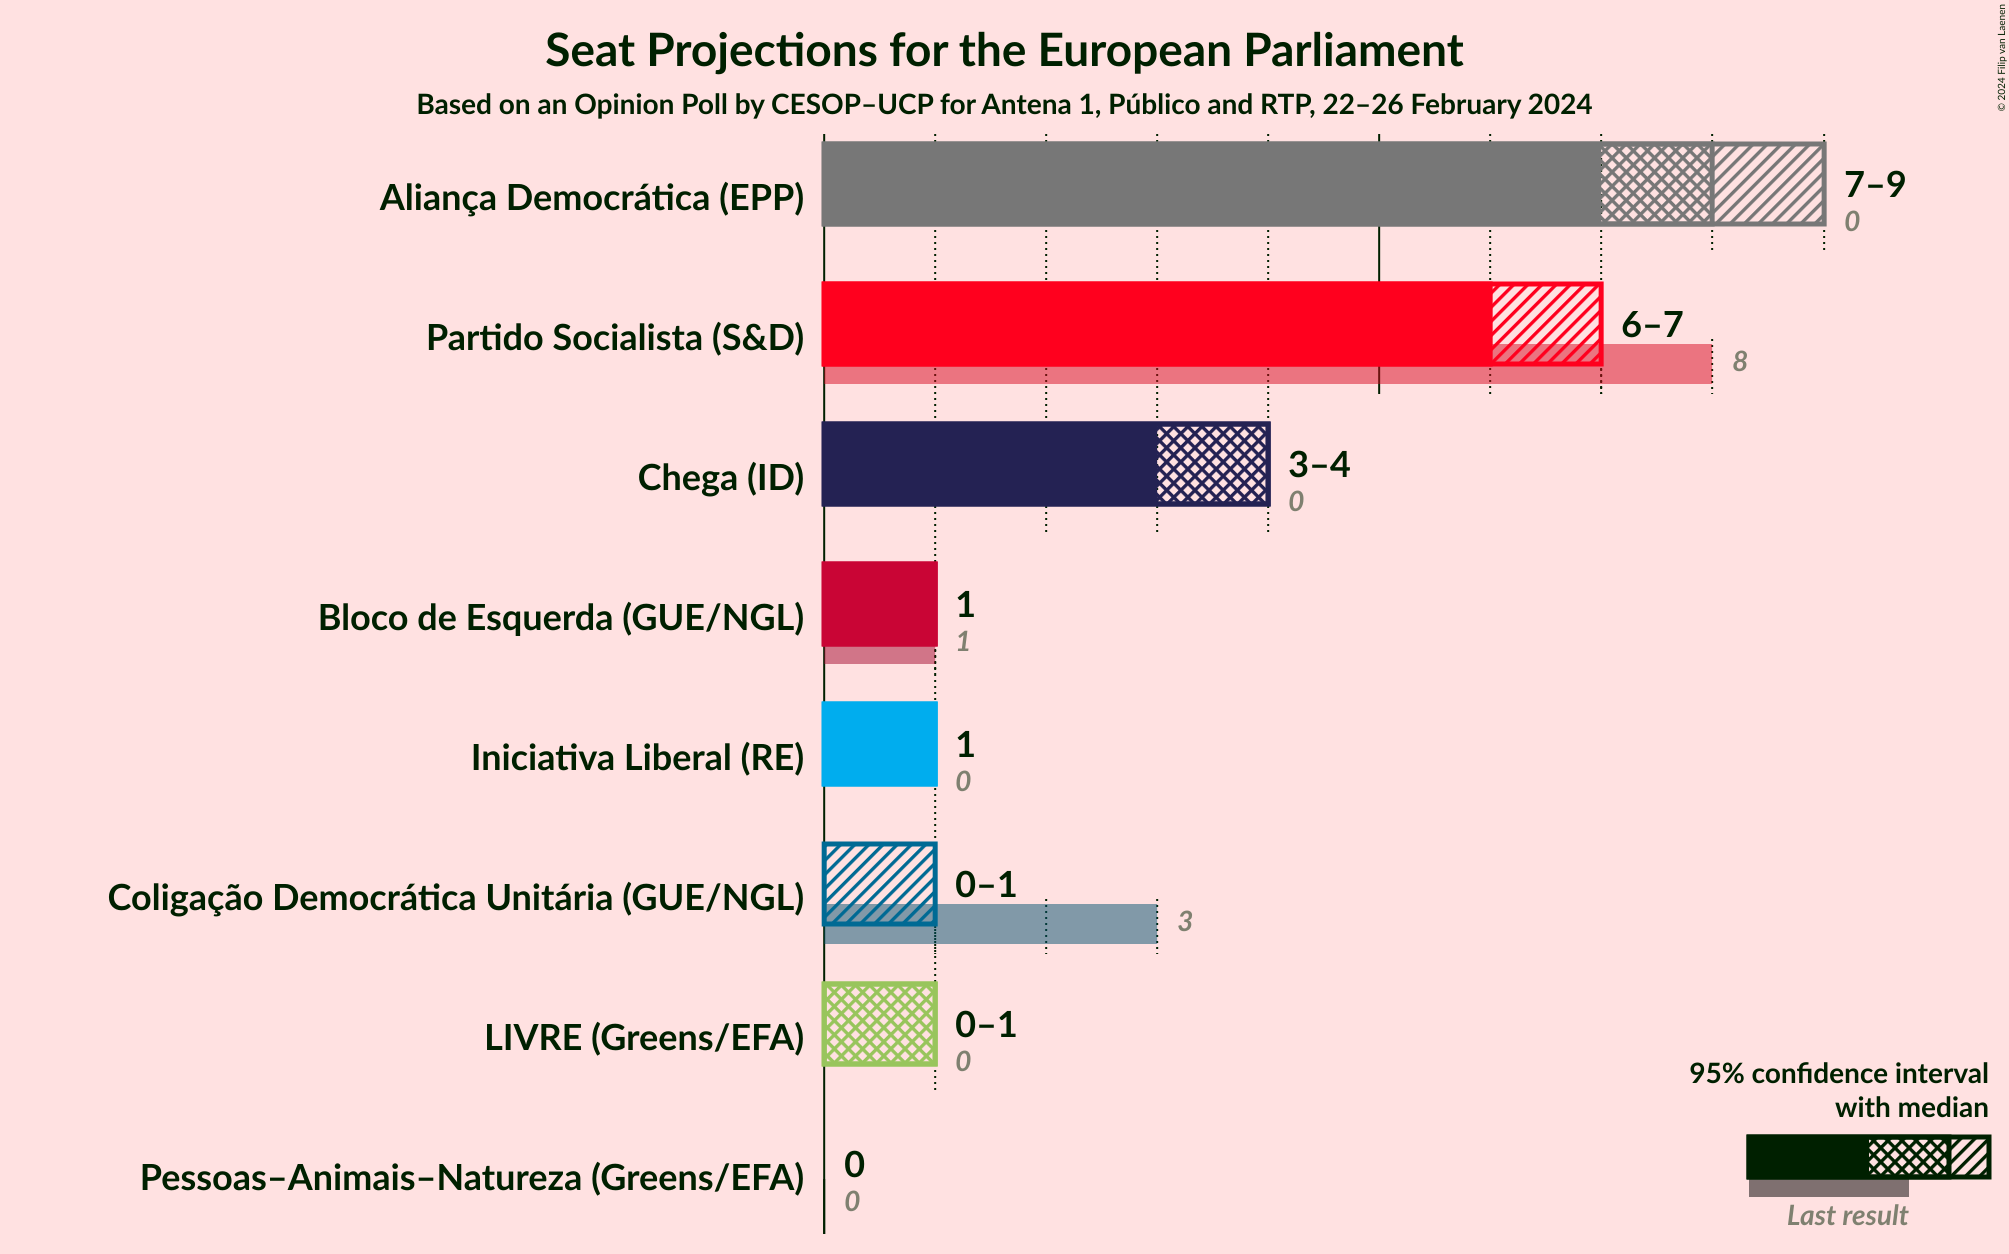 Seat Projections for the European Parliament
Based on an Opinion Poll by CESOP–UCP for Antena 1, Público and RTP, 22–26 February 2024
© 2024 Filip van Laenen
Aliança Democrática (EPP)
7–9
0
Partido Socialista (S&D)
6–7
8
Chega (ID)
3–4
0
Bloco de Esquerda (GUE/NGL)
1
1
Iniciativa Liberal (RE)
1
0
Coligação Democrática Unitária (GUE/NGL)
0–1
3
LIVRE (Greens/EFA)
0–1
0
Pessoas–Animais–Natureza (Greens/EFA)
0
0
95% confidence interval
with median
Last result